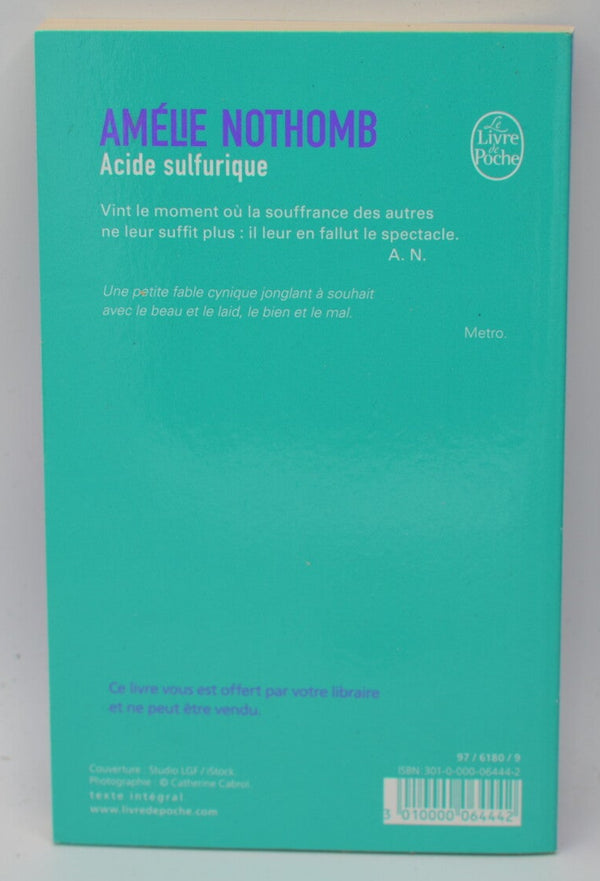 AMÉLIE NOTHOMB
Acide sulfurique
Le
Livre
de
Poche
Vint le moment où la souffrance des autres
ne leur suffit plus : il leur en fallut le spectacle.
A. N.
Une petite fable cynique jonglant à souhait
avec le beau et le laid, le bien et le mal.
Metro.
Ce livre vous est offert par votre libraire
et ne peut être vendu.
Couverture : Studio LGF / iStock.
Photographie : © Catherine Cabrol.
texte intégral
www.livredepoche.com
97 / 6180 / 9
ISBN: 301-0-000-06444-2
3 010000 064442